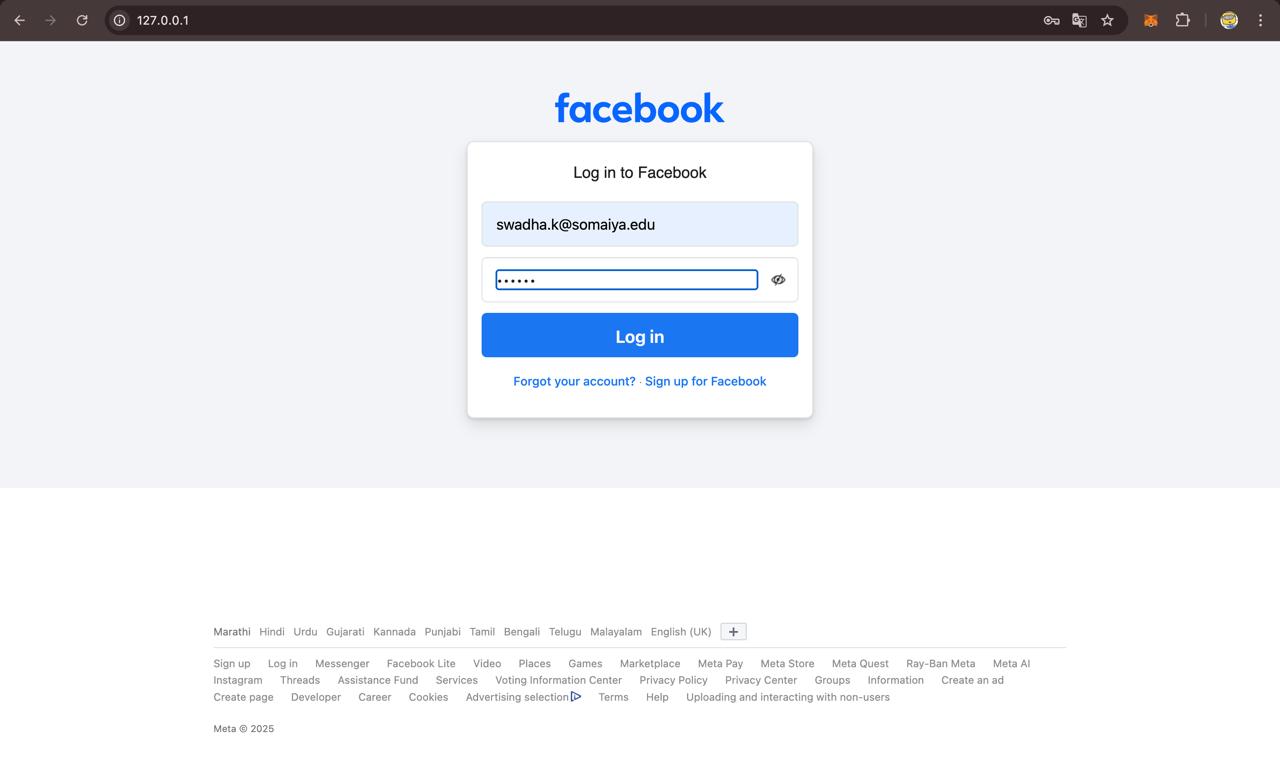 127.0.0.1
facebook
Log in to Facebook
swadha.k@somaiya.edu
••••••
Log in
Forgot your account? · Sign up for Facebook
Marathi Hindi Urdu Gujarati Kannada Punjabi Tamil Bengali Telugu Malayalam English (UK) +
Sign up Log in Messenger Facebook Lite Video Places Games Marketplace Meta Pay Meta Store Meta Quest Ray-Ban Meta Meta AI
Instagram Threads Assistance Fund Services Voting Information Center Privacy Policy Privacy Center Groups Information Create an ad
Create page Developer Career Cookies Advertising selection Terms Help Uploading and interacting with non-users
Meta © 2025